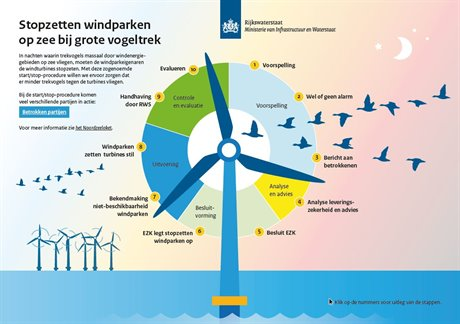 Stopzetten windparken
op zee bij grote vogeltrek
Rijkswaterstaat
Ministerie van Infrastructuur en Waterstaat
In nachten waarin trekvogels massaal door windenergie-
gebieden op zee vliegen, moeten de windparkeigenaren
de windturbines stopzetten. Met deze zogenoemde
start/stop-procedure willen we ervoor zorgen dat
er minder trekvogels tegen de turbines vliegen.
Bij de start/stop-procedure komen
veel verschillende partijen in actie:
Betrokken partijen
Voor meer informatie zie het Noordzeeloket.
1 Voorspelling
2 Wel of geen alarm
3 Bericht aan
betrokkenen
4 Analyse leverings-
zekerheid en advies
5 Besluit EZK
6 EZK legt stopzetten
windparken op
7 Bekendmaking
niet-beschikbaarheid
windparken
8 Windparken
zetten turbines stil
9 Handhaving
door RWS
10 Evalueren
Voorspelling
Analyse
en advies
Besluit-
vorming
Uitvoering
Controle
en evaluatie
Klik op de nummers voor uitleg van de stappen.